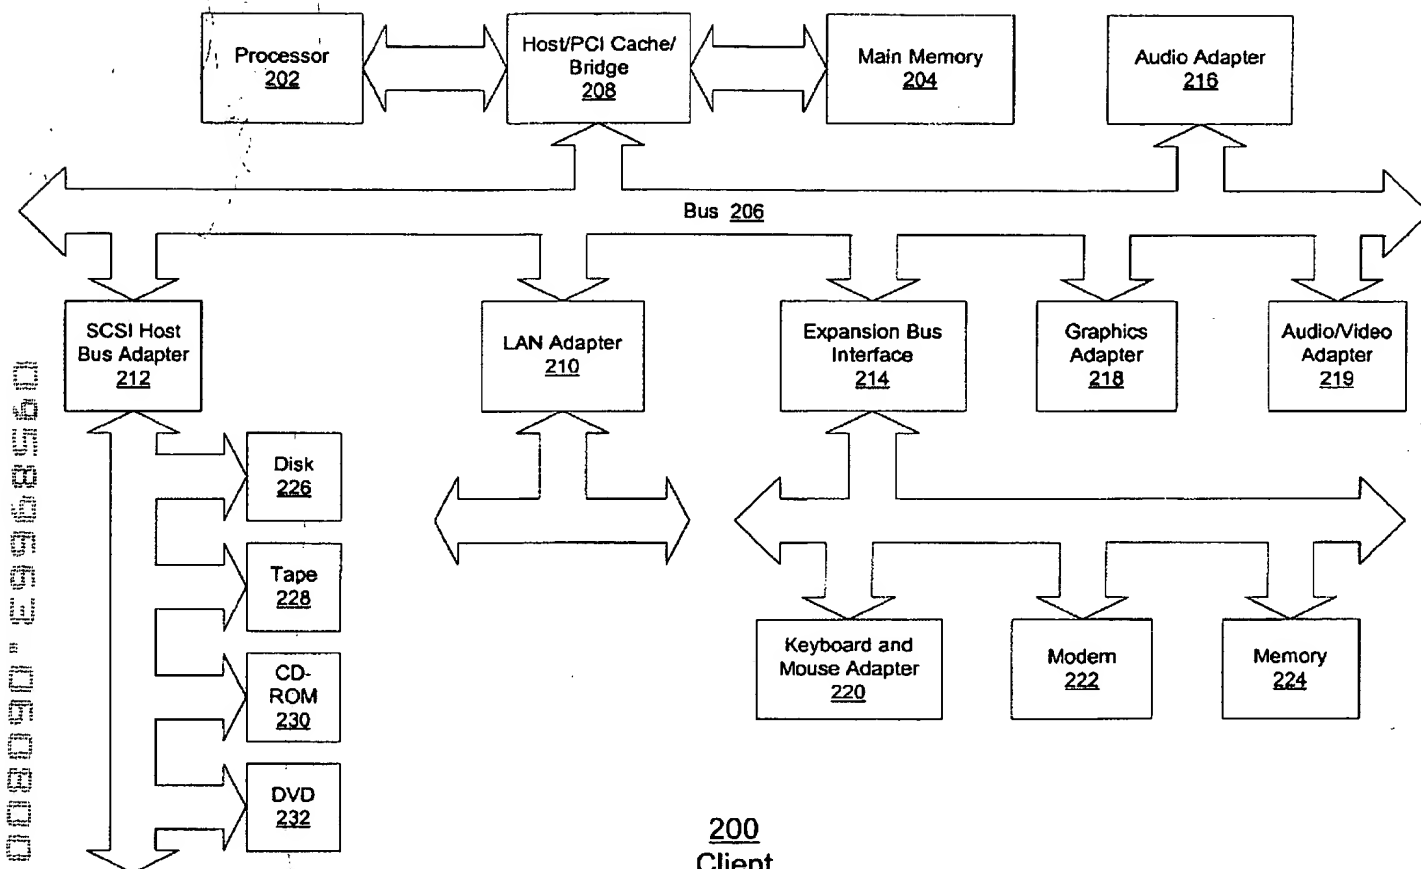 Processor
202
Host/PCI Cache/
Bridge
208
Main Memory
204
Audio Adapter
216
Bus 206
SCSI Host
Bus Adapter
212
LAN Adapter
210
Expansion Bus
Interface
214
Graphics
Adapter
218
Audio/Video
Adapter
219
Disk
226
Tape
228
CD-
ROM
230
DVD
232
Keyboard and
Mouse Adapter
220
Modem
222
Memory
224
200
Client